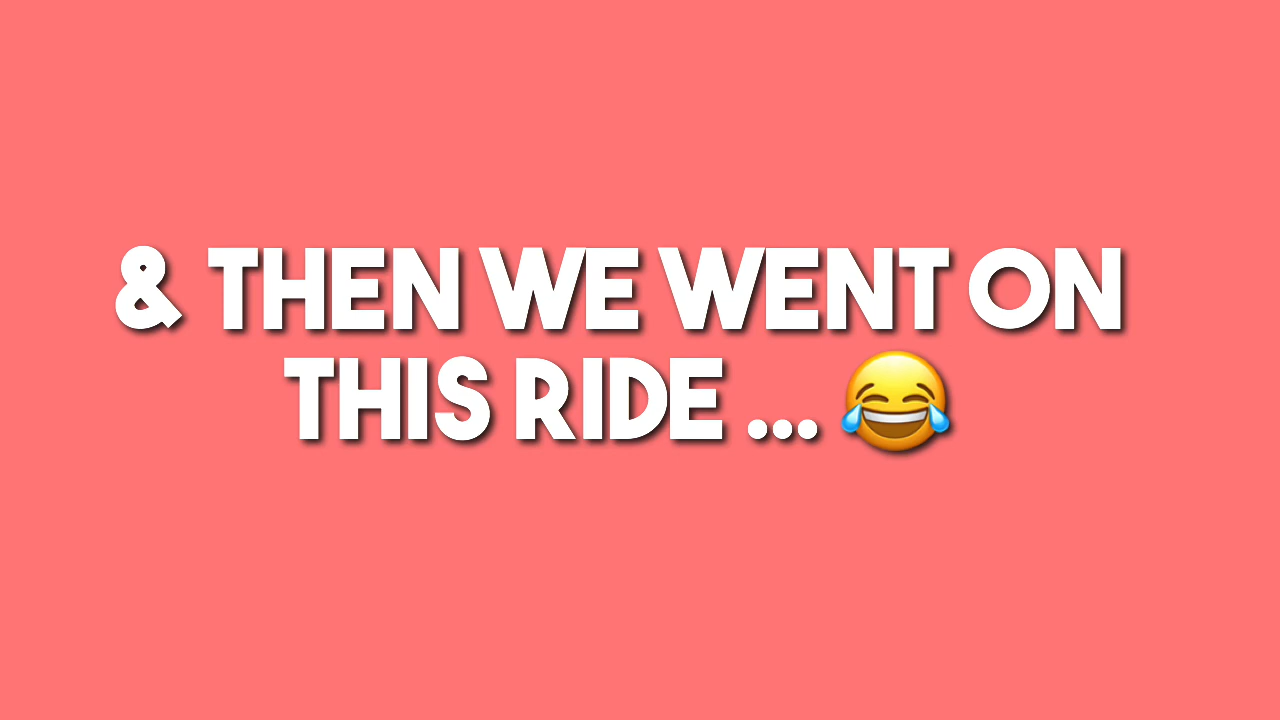 & THEN WE WENT ON
THIS RIDE ... 😂